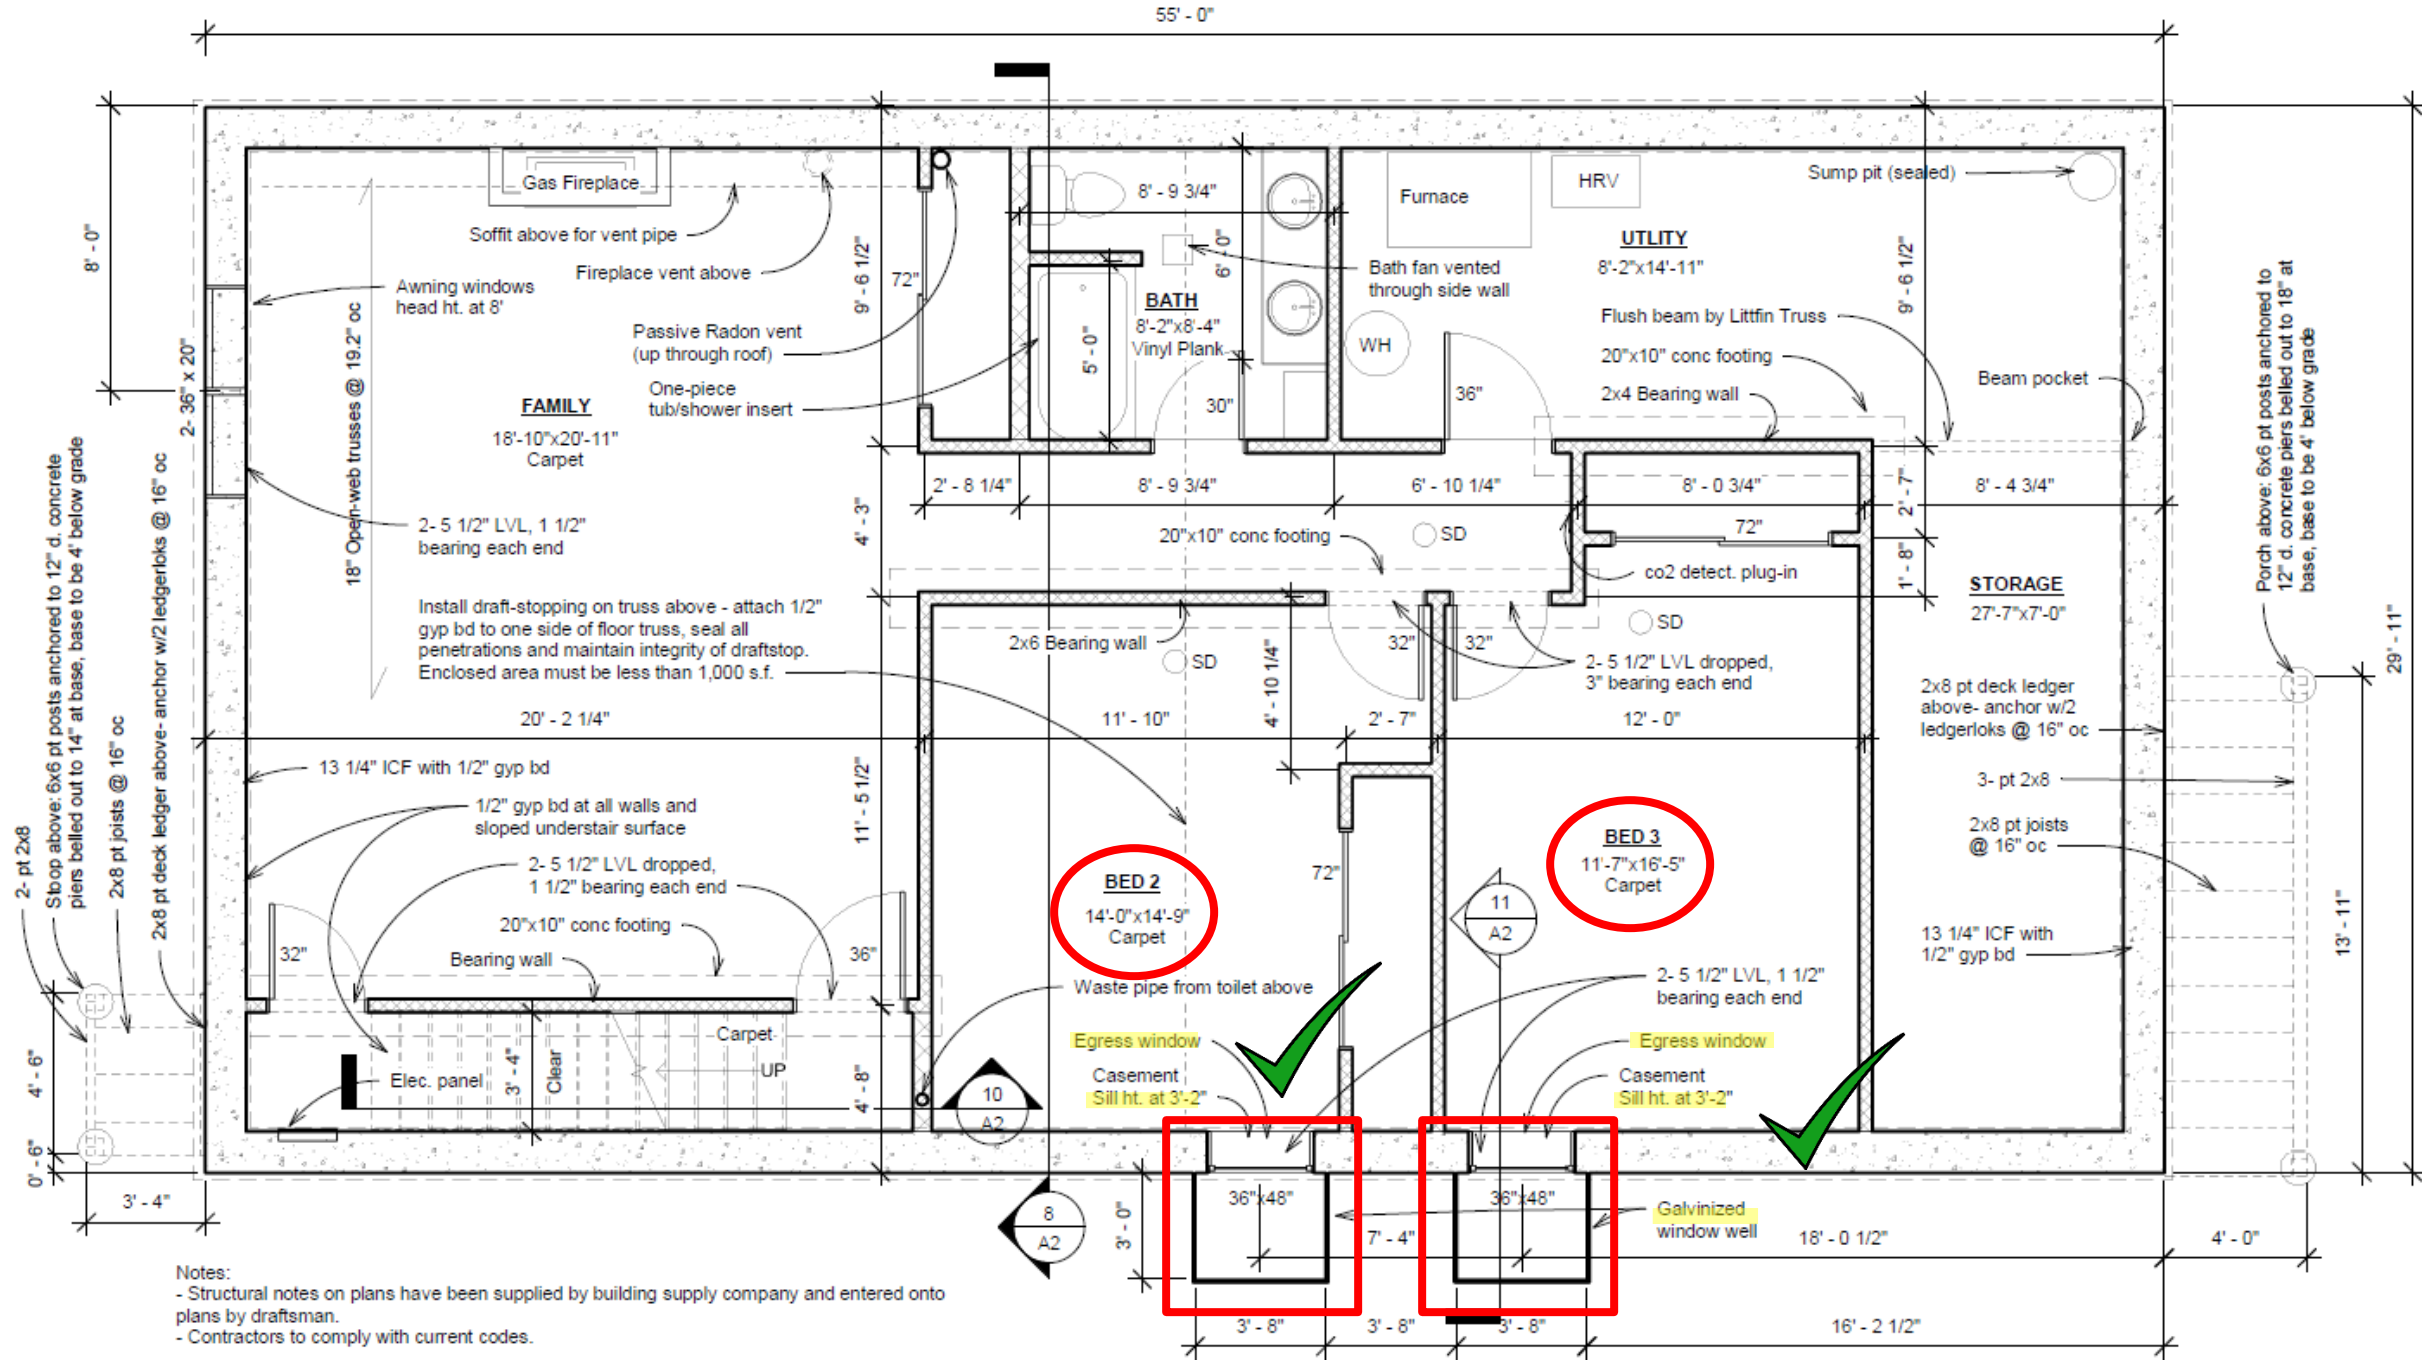 55' - 0"
8' - 0"
2- 36" x 20"
18" Open-web trusses @ 19.2" oc
Gas Fireplace
Soffit above for vent pipe
Fireplace vent above
Awning windows
head ht. at 8'
Passive Radon vent
(up through roof)
One-piece
tub/shower insert
FAMILY
18'-10"x20'-11"
Carpet
2- 5 1/2" LVL, 1 1/2"
bearing each end
Install draft-stopping on truss above - attach 1/2"
gyp bd to one side of floor truss, seal all
penetrations and maintain integrity of draftstop.
Enclosed area must be less than 1,000 s.f.
20' - 2 1/4"
13 1/4" ICF with 1/2" gyp bd
1/2" gyp bd at all walls and
sloped understair surface
2- 5 1/2" LVL dropped,
1 1/2" bearing each end
20"x10" conc footing
Bearing wall
32"
36"
Carpet
UP
Clear
3' - 4"
Elec. panel
9' - 6 1/2"
4' - 3"
11' - 5 1/2"
4' - 8"
72"
8' - 9 3/4"
6' - 0"
5' - 0"
BATH
8'-2"x8'-4"
Vinyl Plank
30"
Bath fan vented
through side wall
Furnace
HRV
WH
UTLITY
8'-2"x14'-11"
Flush beam by Littfin Truss
20"x10" conc footing
2x4 Bearing wall
36"
Sump pit (sealed)
Beam pocket
9' - 6 1/2"
2' - 7"
1' - 8"
2' - 8 1/4"
8' - 9 3/4"
6' - 10 1/4"
8' - 0 3/4"
8' - 4 3/4"
20"x10" conc footing
SD
72"
co2 detect. plug-in
2x6 Bearing wall
SD
32"
32"
SD
2- 5 1/2" LVL dropped,
3" bearing each end
4' - 10 1/4"
11' - 10"
2' - 7"
12' - 0"
STORAGE
27'-7"x7'-0"
2x8 pt deck ledger
above- anchor w/2
ledgerloks @ 16" oc
3- pt 2x8
2x8 pt joists
@ 16" oc
13 1/4" ICF with
1/2" gyp bd
BED 2
14'-0"x14'-9"
Carpet
72"
BED 3
11'-7"x16'-5"
Carpet
11
A2
Waste pipe from toilet above
2- 5 1/2" LVL, 1 1/2"
bearing each end
Egress window
Casement
Sill ht. at 3'-2"
Egress window
Casement
Sill ht. at 3'-2"
10
A2
8
A2
36"x48"
36"x48"
Galvinized
window well
3' - 0"
7' - 4"
18' - 0 1/2"
4' - 0"
3' - 8"
3' - 8"
3' - 8"
16' - 2 1/2"
2- pt 2x8
Stoop above: 6x6 pt posts anchored to 12" d. concrete
piers belled out to 14" at base, base to be 4' below grade
2x8 pt joists @ 16" oc
2x8 pt deck ledger above- anchor w/2 ledgerloks @ 16" oc
4' - 6"
0' - 6"
3' - 4"
Porch above: 6x6 pt posts anchored to
12" d. concrete piers belled out to 18" at
base, base to be 4' below grade
29' - 11"
13' - 11"
Notes:
- Structural notes on plans have been supplied by building supply company and entered onto
plans by draftsman.
- Contractors to comply with current codes.